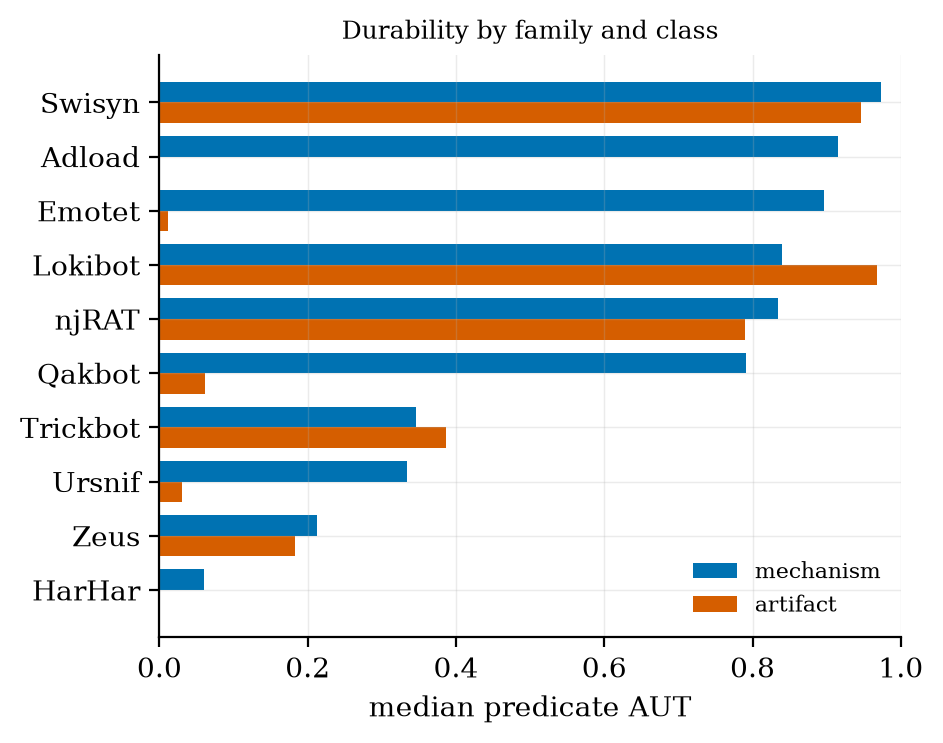 Durability by family and class
Swisyn
Adload
Emotet
Lokibot
njRAT
Qakbot
Trickbot
Ursnif
Zeus
HarHar
mechanism
artifact
0.0 0.2 0.4 0.6 0.8 1.0
median predicate AUT